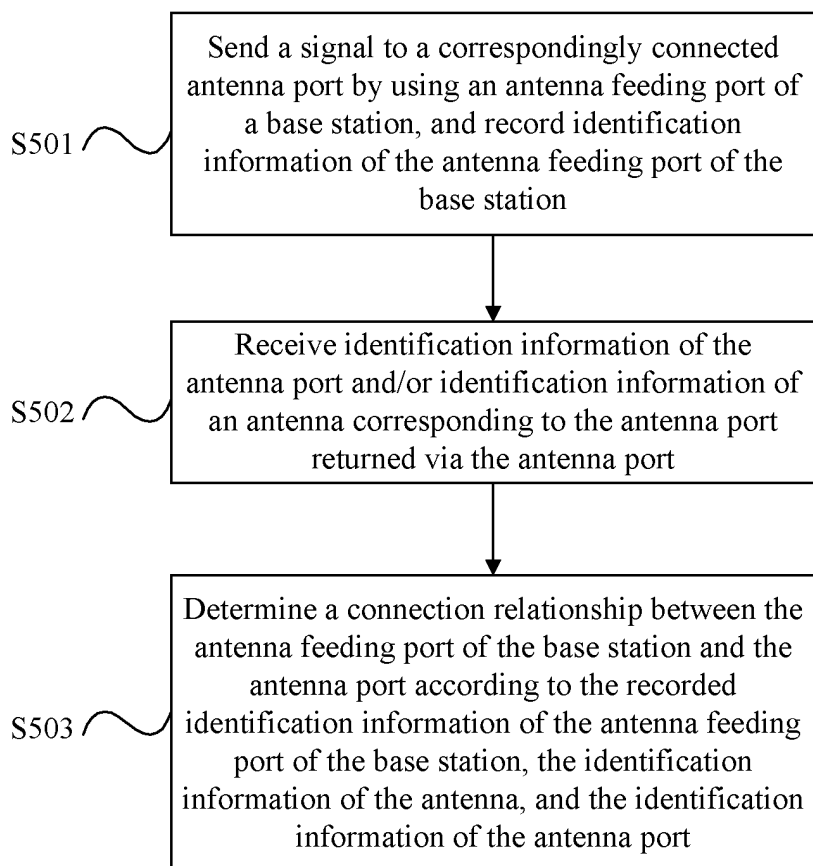 Send a signal to a correspondingly connected
antenna port by using an antenna feeding port of
a base station, and record identification
information of the antenna feeding port of the
base station
S501
Receive identification information of the
antenna port and/or identification information of
an antenna corresponding to the antenna port
returned via the antenna port
S502
Determine a connection relationship between the
antenna feeding port of the base station and the
antenna port according to the recorded
identification information of the antenna feeding
port of the base station, the identification
information of the antenna, and the identification
information of the antenna port
S503